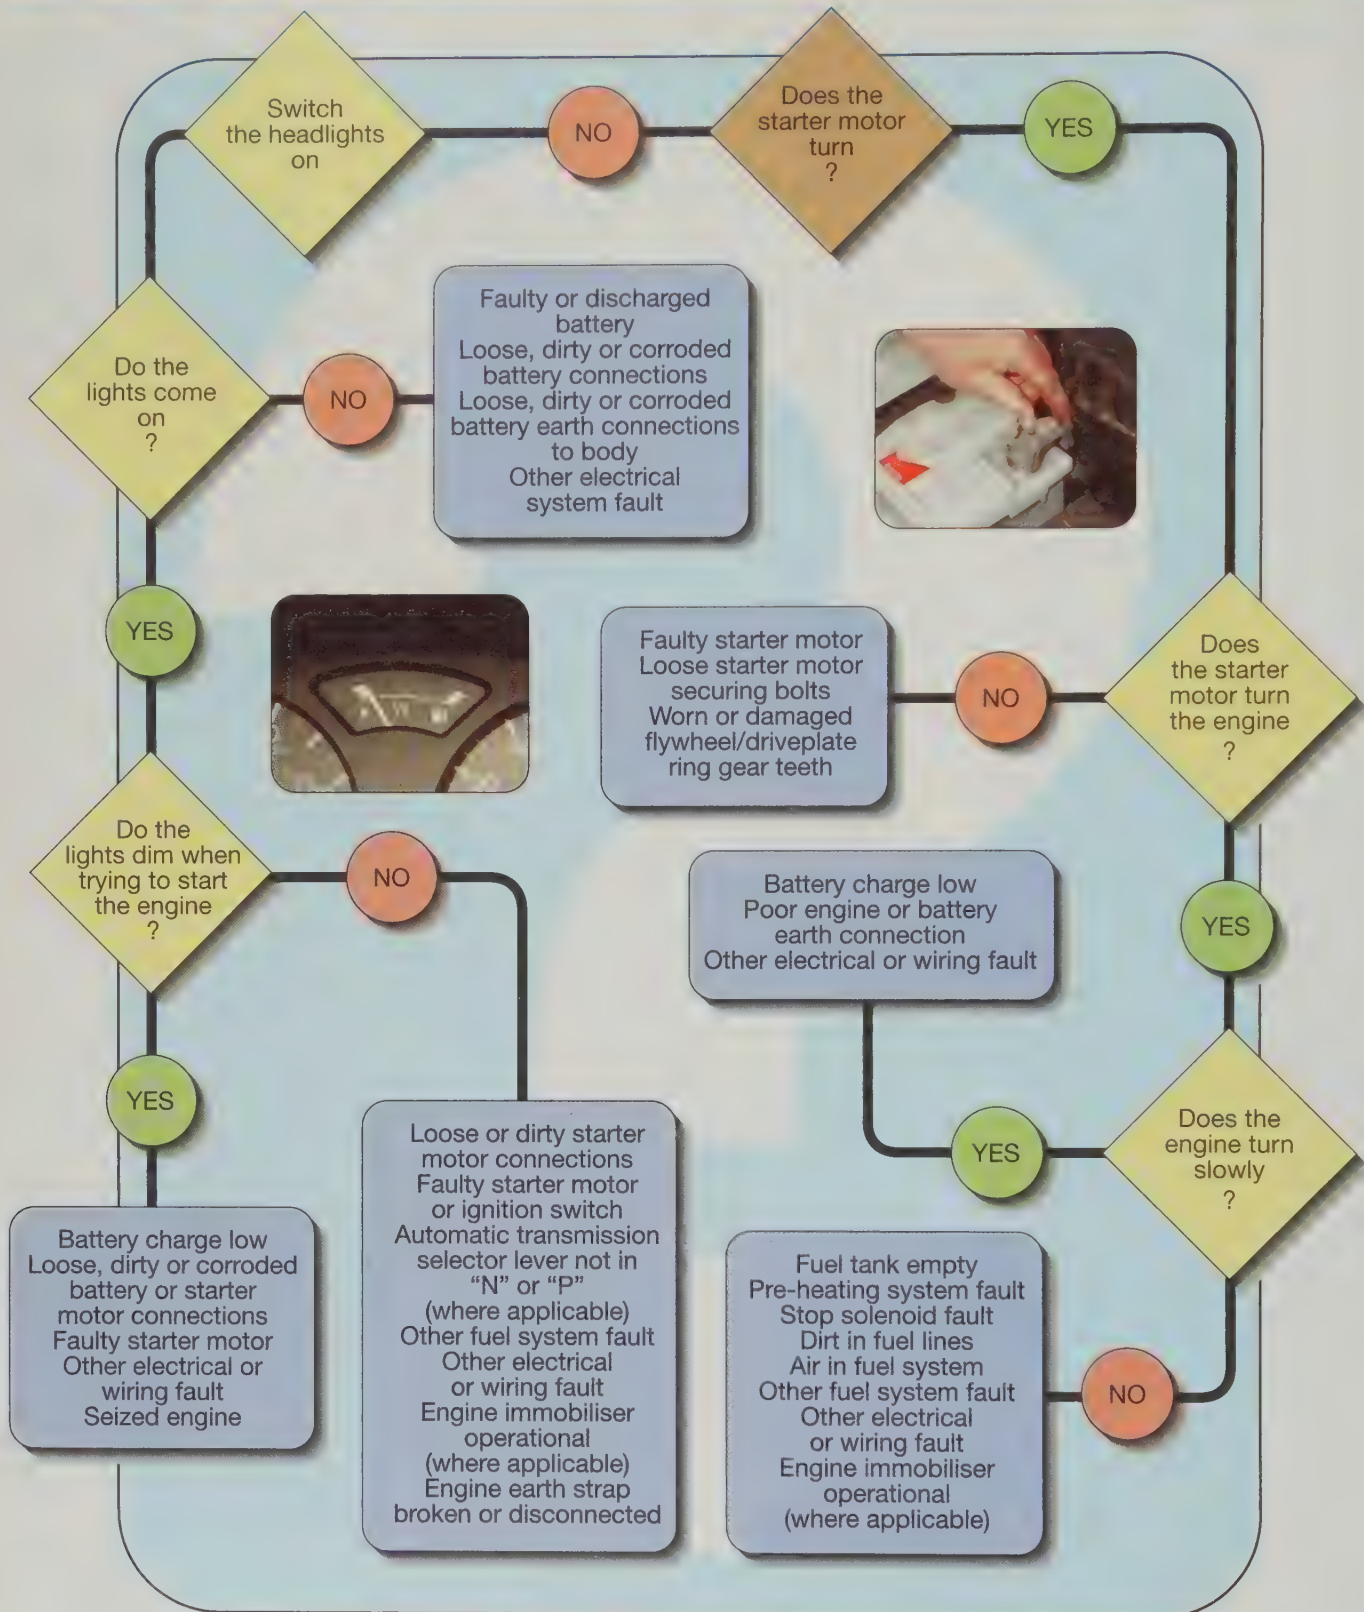 Does the
starter motor
turn
?
NO
YES
Switch
the headlights
on
Do the
lights come
on
?
NO
Faulty or discharged
battery
Loose, dirty or corroded
battery connections
Loose, dirty or corroded
battery earth connections
to body
Other electrical
system fault
YES
Do the
lights dim when
trying to start
the engine
?
NO
Loose or dirty starter
motor connections
Faulty starter motor
or ignition switch
Automatic transmission
selector lever not in
“N” or “P”
(where applicable)
Other fuel system fault
Other electrical
or wiring fault
Engine immobiliser
operational
(where applicable)
Engine earth strap
broken or disconnected
YES
Battery charge low
Loose, dirty or corroded
battery or starter
motor connections
Faulty starter motor
Other electrical or
wiring fault
Seized engine
Does
the starter
motor turn
the engine
?
NO
Faulty starter motor
Loose starter motor
securing bolts
Worn or damaged
flywheel/driveplate
ring gear teeth
YES
Does the
engine turn
slowly
?
YES
Battery charge low
Poor engine or battery
earth connection
Other electrical or wiring fault
NO
Fuel tank empty
Pre-heating system fault
Stop solenoid fault
Dirt in fuel lines
Air in fuel system
Other fuel system fault
Other electrical
or wiring fault
Engine immobiliser
operational
(where applicable)